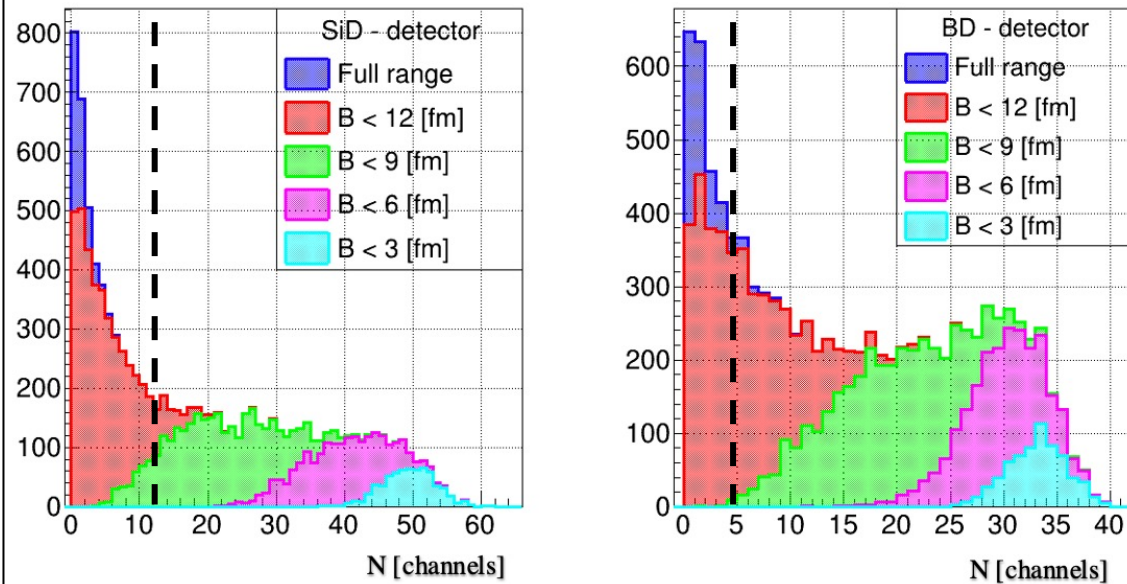 SiD - detector
Full range
B < 12 [fm]
B < 9 [fm]
B < 6 [fm]
B < 3 [fm]
800
700
600
500
400
300
200
100
0
0 10 20 30 40 50 60
N [channels]
BD - detector
Full range
B < 12 [fm]
B < 9 [fm]
B < 6 [fm]
B < 3 [fm]
600
500
400
300
200
100
0
0 5 10 15 20 25 30 35 40
N [channels]